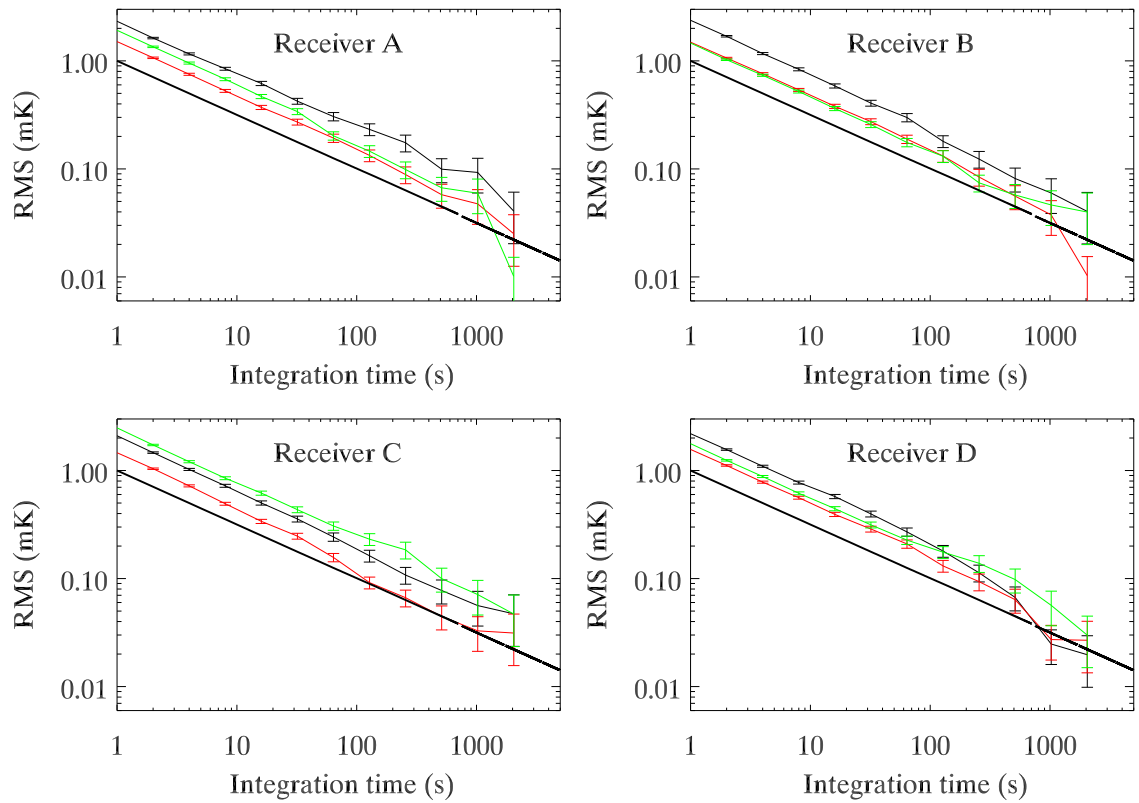 Receiver A
RMS (mK)
1.00
0.10
0.01
1 10 100 1000
Integration time (s)
Receiver B
RMS (mK)
1.00
0.10
0.01
1 10 100 1000
Integration time (s)
Receiver C
RMS (mK)
1.00
0.10
0.01
1 10 100 1000
Integration time (s)
Receiver D
RMS (mK)
1.00
0.10
0.01
1 10 100 1000
Integration time (s)